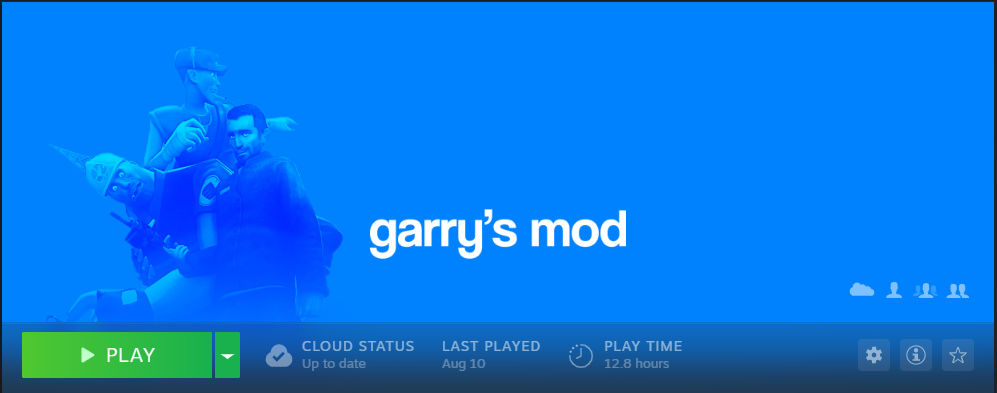 garry's mod
PLAY
CLOUD STATUS
Up to date
LAST PLAYED
Aug 10
PLAY TIME
12.8 hours